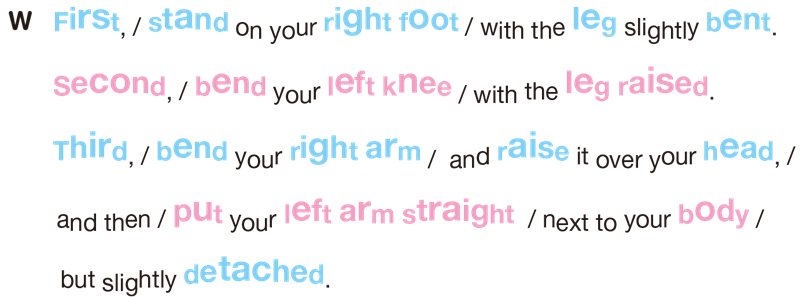 W First, / stand on your right foot / with the leg slightly bent.
Second, / bend your left knee / with the leg raised.
Third, / bend your right arm / and raise it over your head, /
and then / put your left arm straight / next to your body /
but slightly detached.